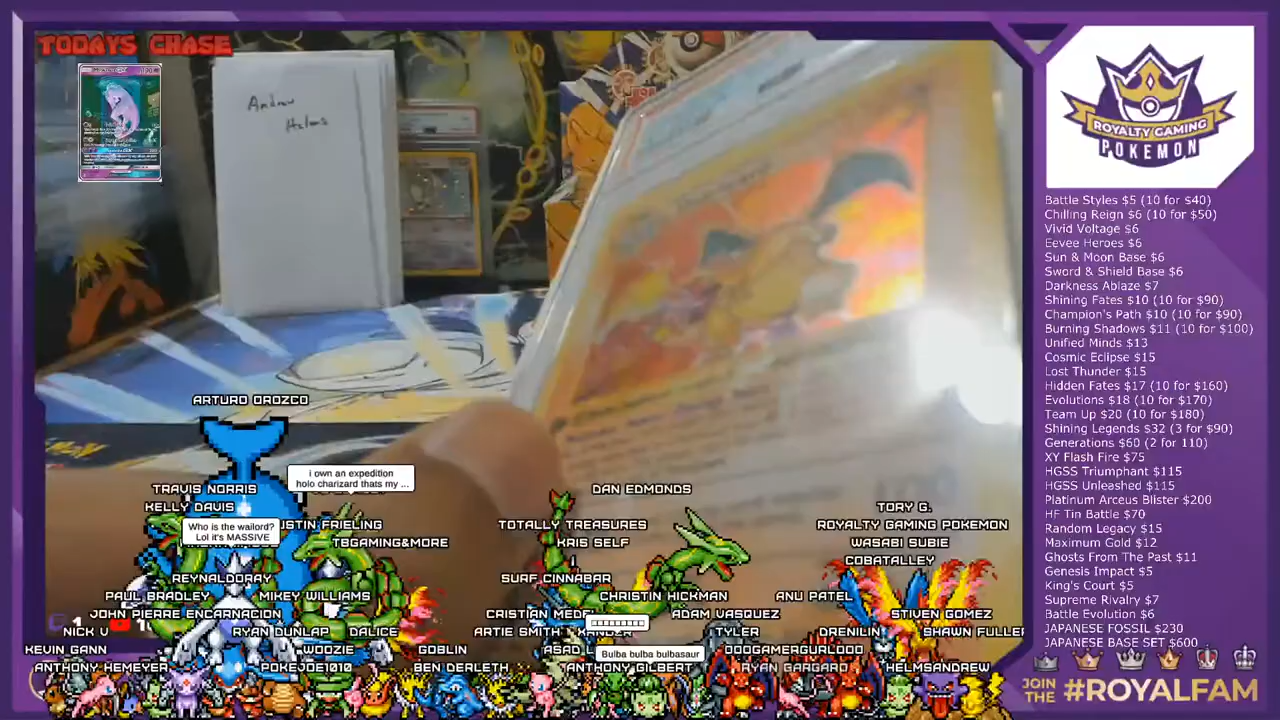 TODAYS CHASE
Andrew
Helms
ROYALTY GAMING
POKEMON
Battle Styles $5 (10 for $40)
Chilling Reign $6 (10 for $50)
Vivid Voltage $6
Eevee Heroes $6
Sun & Moon Base $6
Sword & Shield Base $6
Darkness Ablaze $7
Shining Fates $10 (10 for $90)
Champion's Path $10 (10 for $90)
Burning Shadows $11 (10 for $100)
Unified Minds $13
Cosmic Eclipse $15
Lost Thunder $15
Hidden Fates $17 (10 for $160)
Evolutions $18 (10 for $170)
Team Up $20 (10 for $180)
Shining Legends $32 (3 for $90)
Generations $60 (2 for 110)
XY Flash Fire $75
HGSS Triumphant $115
HGSS Unleashed $115
Platinum Arceus Blister $200
HF Tin Battle $70
Random Legacy $15
Maximum Gold $12
Ghosts From The Past $11
Genesis Impact $5
King's Court $5
Supreme Rivalry $7
Battle Evolution $6
JAPANESE FOSSIL $230
JAPANESE BASE SET $600
JOIN
THE #ROYALFAM
ARTURO OROZCO
i own an expedition
holo charizard thats my ...
TRAVIS NORRIS
DAN EDMONDS
KELLY DAVIS
TORY G.
Who is the wailord?
Lol it's MASSIVE
USTIN FRIELING
TOTALLY TREASURES
ROYALTY GAMING POKEMON
TBGAMING&MORE
KRIS SELF
WASABI SUBIE
COBATALLEY
REYNALDORAY
SURF CINNABAR
PAUL BRADLEY
MIKEY WILLIAMS
CHRISTIN HICKMAN
ANU PATEL
JOHN PIERRE ENCARNACION
CRISTIAN MEDF
ADAM VASQUEZ
STIVEN GOMEZ
NICK V
RYAN DUNLAP
DALICE
ARTIE SMITH
XANDER
TYLER
DRENILIN
SHAWN FULLER
KEVIN GANN
WOOZIE
GOBLIN
ASAD
Bulba bulba bulbasaur
DOOGAMERGURLOOO
ANTHONY HEMEYER
POKEVOE1010
BEN DERLETH
ANTHONY GILBERT
RYAN GARGARO
HELMSANDREW